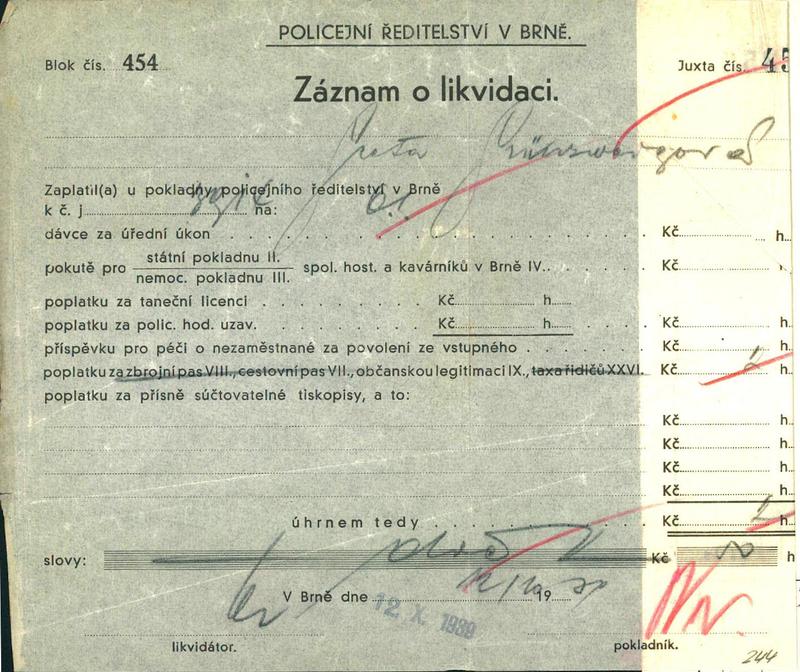 POLICEJNÍ ŘEDITELSTVÍ V BRNĚ.
Blok čís. 454
Juxta čís. 45
Záznam o likvidaci.
Greta
Zaplatil(a) u pokladny policejního ředitelství v Brně
k č. j. na:
dávce za úřední úkon Kč h.
pokutě pro státní pokladnu II. nemoc. pokladnu III. spol. host. a kavárníků v Brně IV. Kč h.
poplatku za taneční licenci Kč h.
poplatku za polic. hod. uzav. Kč h. Kč h.
příspěvku pro péči o nezaměstnané za povolení ze vstupného Kč h.
poplatku za zbrojní pas VIII., cestovní pas VII., občanskou legitimaci IX., taxa řidičů XXVI. Kč 2 h.
poplatku za přísně súčtovatelné tiskopisy, a to:
Kč h.
Kč h.
Kč h.
Kč h.
úhrnem tedy Kč 2 h.
slovy: dvě Kč h
V Brně dne 12. X. 1939 19
likvidátor.
pokladník.
244